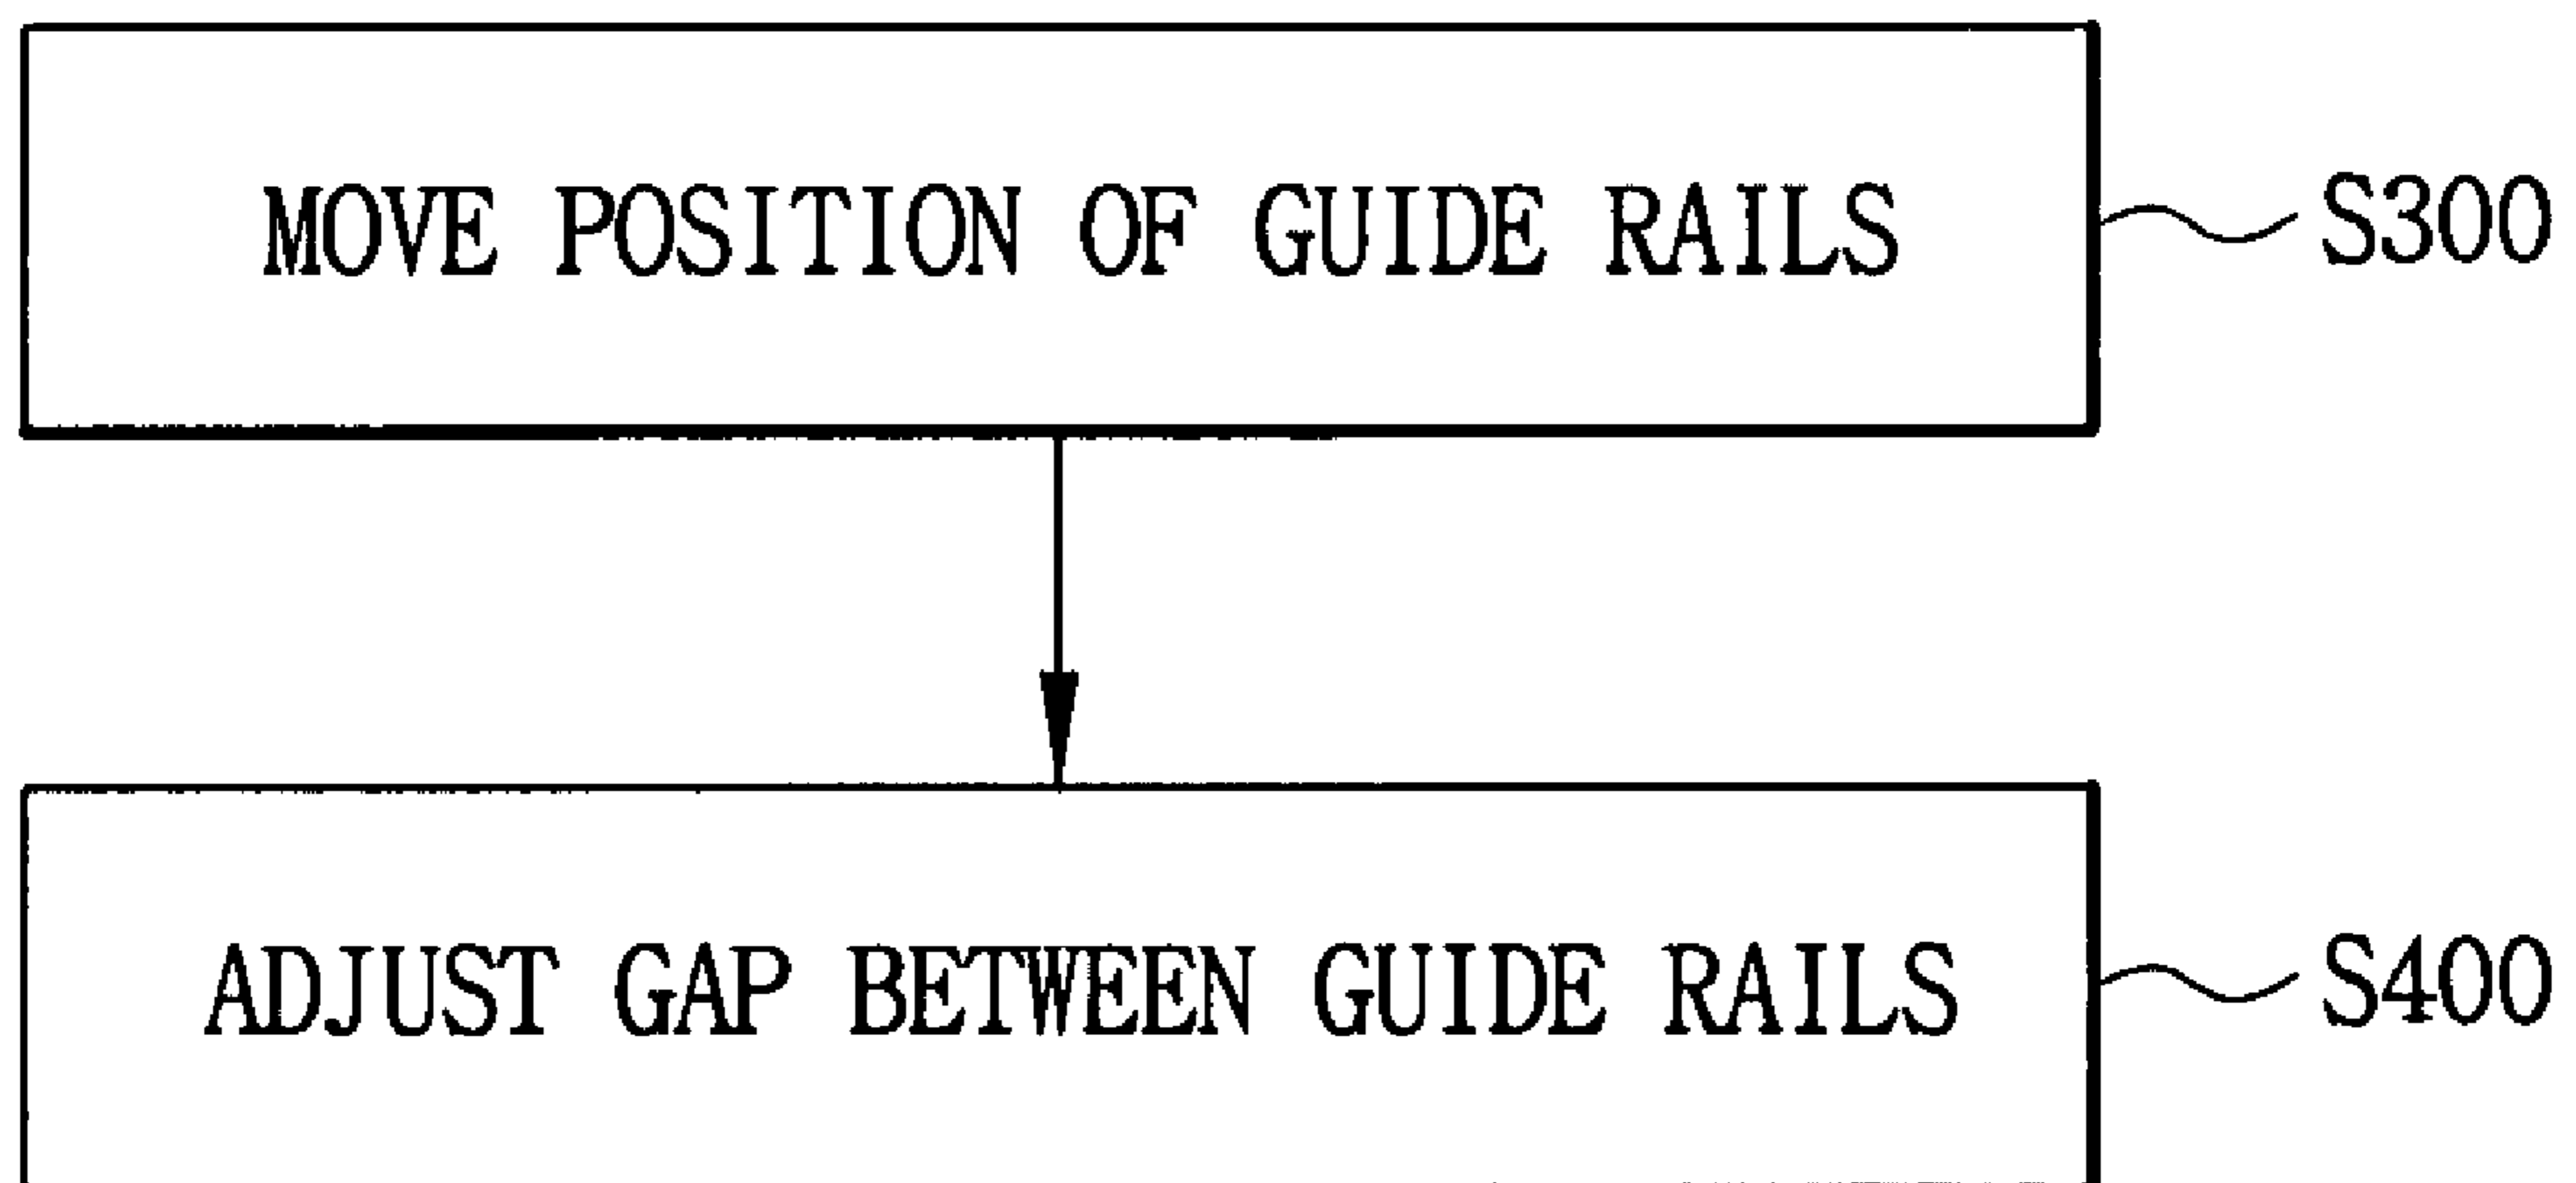 MOVE POSITION OF GUIDE RAILS
S300
ADJUST GAP BETWEEN GUIDE RAILS
S400